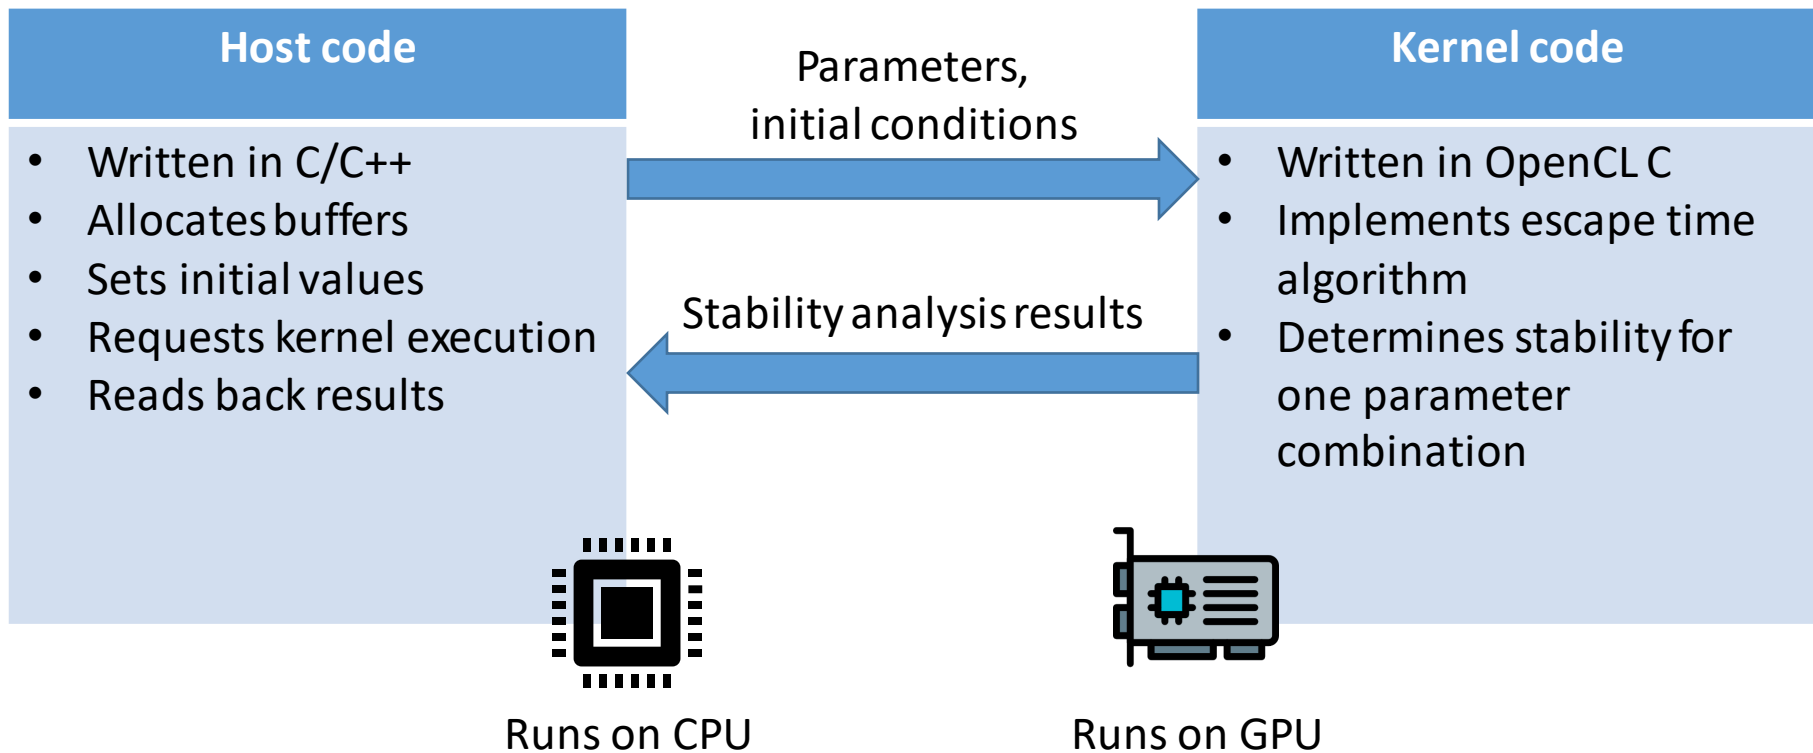 Host code
• Written in C/C++
• Allocates buffers
• Sets initial values
• Requests kernel execution
• Reads back results
Parameters,
initial conditions
Stability analysis results
Kernel code
• Written in OpenCL C
• Implements escape time
algorithm
• Determines stability for
one parameter
combination
Runs on CPU
Runs on GPU